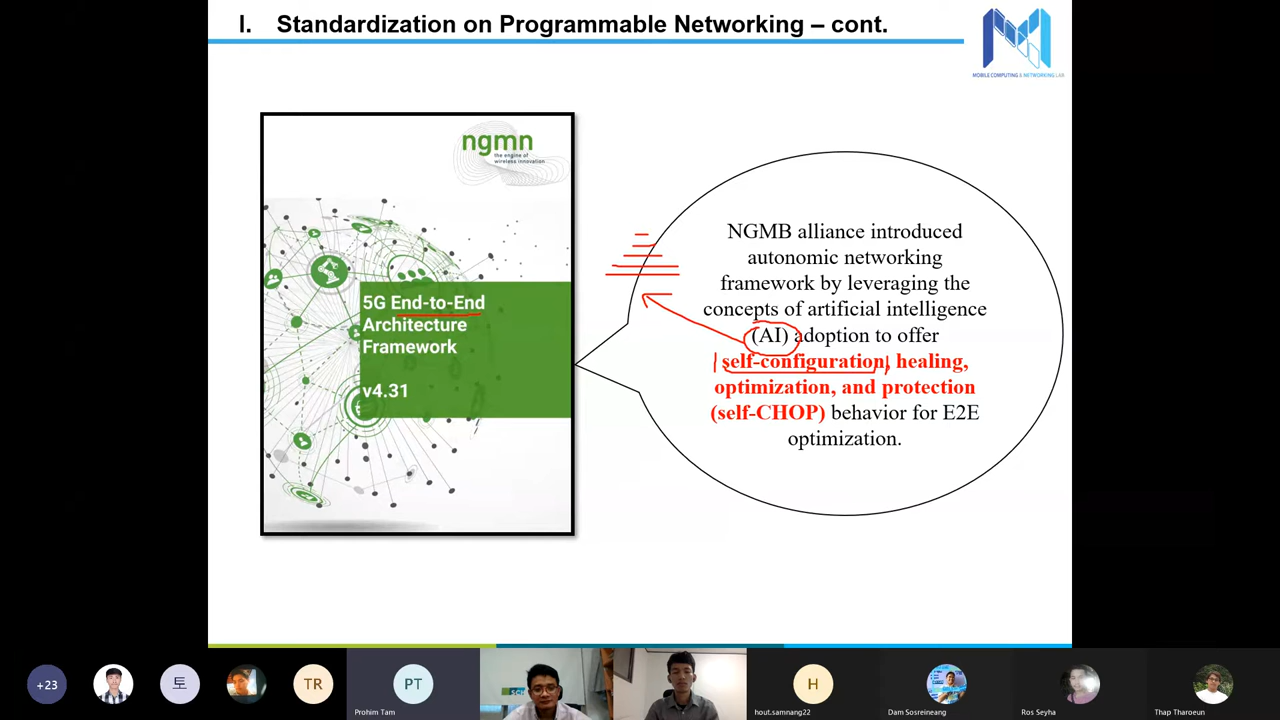 I. Standardization on Programmable Networking – cont.
MOBILE COMPUTING & NETWORKING LAB
ngmn
the engine of
wireless innovation
5G End-to-End
Architecture
Framework
v4.31
NGMB alliance introduced
autonomic networking
framework by leveraging the
concepts of artificial intelligence
(AI) adoption to offer
self-configuration, healing,
optimization, and protection
(self-CHOP) behavior for E2E
optimization.
+23
토
TR
PT
Prohim Tam
H
hout.samnang22
Dam Sosreineang
Ros Seyha
Thap Tharoeun